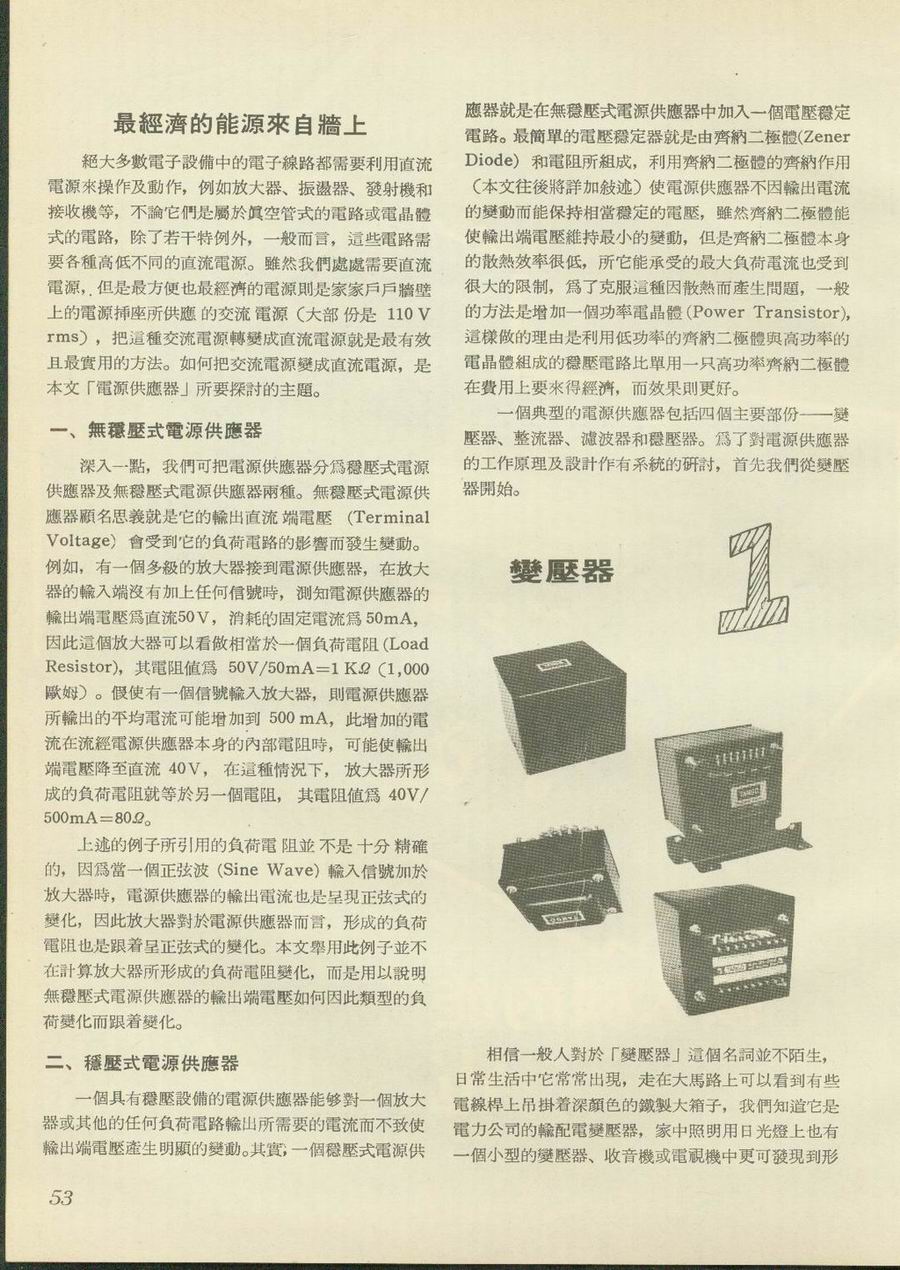 最經濟的能源來自牆上
絕大多數電子設備中的電子線路都需要利用直流
電源來操作及動作，例如放大器、振盪器、發射機和
接收機等，不論它們是屬於眞空管式的電路或電晶體
式的電路，除了若干特例外，一般而言，這些電路需
要各種高低不同的直流電源。雖然我們處處需要直流
電源，但是最方便也最經濟的電源則是家家戶戶牆壁
上的電源挿座所供應 的交流 電源（大部 份是 110 V
rms），把這種交流電源轉變成直流電源就是最有效
且最實用的方法。如何把交流電源變成直流電源，是
本文「電源供應器」所要探討的主題。
一、無穩壓式電源供應器
深入一點，我們可把電源供應器分爲穩壓式電源
供應器及無穩壓式電源供應器兩種。無穩壓式電源供
應器顧名思義就是它的輸出直流 端電壓 （Terminal
Voltage）會受到它的負荷電路的影響而發生變動。
例如，有一個多級的放大器接到電源供應器，在放大
器的輸入端沒有加上任何信號時，測知電源供應器的
輸出端電壓爲直流50V，消耗的固定電流爲 50mA，
因此這個放大器可以看做相當於一個負荷電阻 (Load
Resistor)，其電阻値爲 50V/50mA=1 KΩ（1,000
歐姆）。假使有一個信號輸入放大器，則電源供應器
所輸出的平均電流可能增加到 500 mA，此增加的電
流在流經電源供應器本身的內部電阻時，可能使輸出
端電壓降至直流 40V， 在這種情況下， 放大器所形
成的負荷電阻就等於另一個電阻， 其電阻值爲 40V/
500mA=80Ω。
上述的例子所引用的負荷電 阻並 不是 十分 精確
的，因爲當一個正弦波 (Sine Wave) 輸入信號加於
放大器時，電源供應器的輸出電流也是呈現正弦式的
變化，因此放大器對於電源供應器而言，形成的負荷
電阻也是跟着呈正弦式的變化。本文舉用此例子並不
在計算放大器所形成的負荷電阻變化，而是用以說明
無穩壓式電源供應器的輸出端電壓如何因此類型的負
荷變化而跟着變化。
二、穩壓式電源供應器
一個具有穩壓設備的電源供應器能够對一個放大
器或其他的任何負荷電路輸出所需要的電流而不致使
輸出端電壓產生明顯的變動。其實，一個穩壓式電源供
應器就是在無穩壓式電源供應器中加入一個電壓穩定
電路。最簡單的電壓穩定器就是由齊納二極體(Zener
Diode）和電阻所組成，利用齊納二極體的齊納作用
（本文往後將詳加敍述）使電源供應器不因輸出電流
的變動而能保持相當穩定的電壓，雖然齊納二極體能
使輸出端電壓維持最小的變動，但是齊納二極體本身
的散熱效率很低，所它能承受的最大負荷電流也受到
很大的限制，爲了克服這種因散熱而產生問題，一般
的方法是增加一個功率電晶體 (Power Transistor)，
這樣做的理由是利用低功率的齊納二極體與高功率的
電晶體組成的穩壓電路比單用一只高功率齊納二極體
在費用上要來得經濟，而效果則更好。
一個典型的電源供應器包括四個主要部份——變
壓器、整流器、濾波器和穩壓器。爲了對電源供應器
的工作原理及設計作有系統的硏討，首先我們從變壓
器開始。
1
變壓器
TANGO
相信一般人對於「變壓器」這個名詞並不陌生，
日常生活中它常常出現，走在大馬路上可以看到有些
電線桿上吊掛着深顏色的鐵製大箱子，我們知道它是
電力公司的輸配電變壓器，家中照明用日光燈上也有
一個小型的變壓器、收音機或電視機中更可發現到形
53